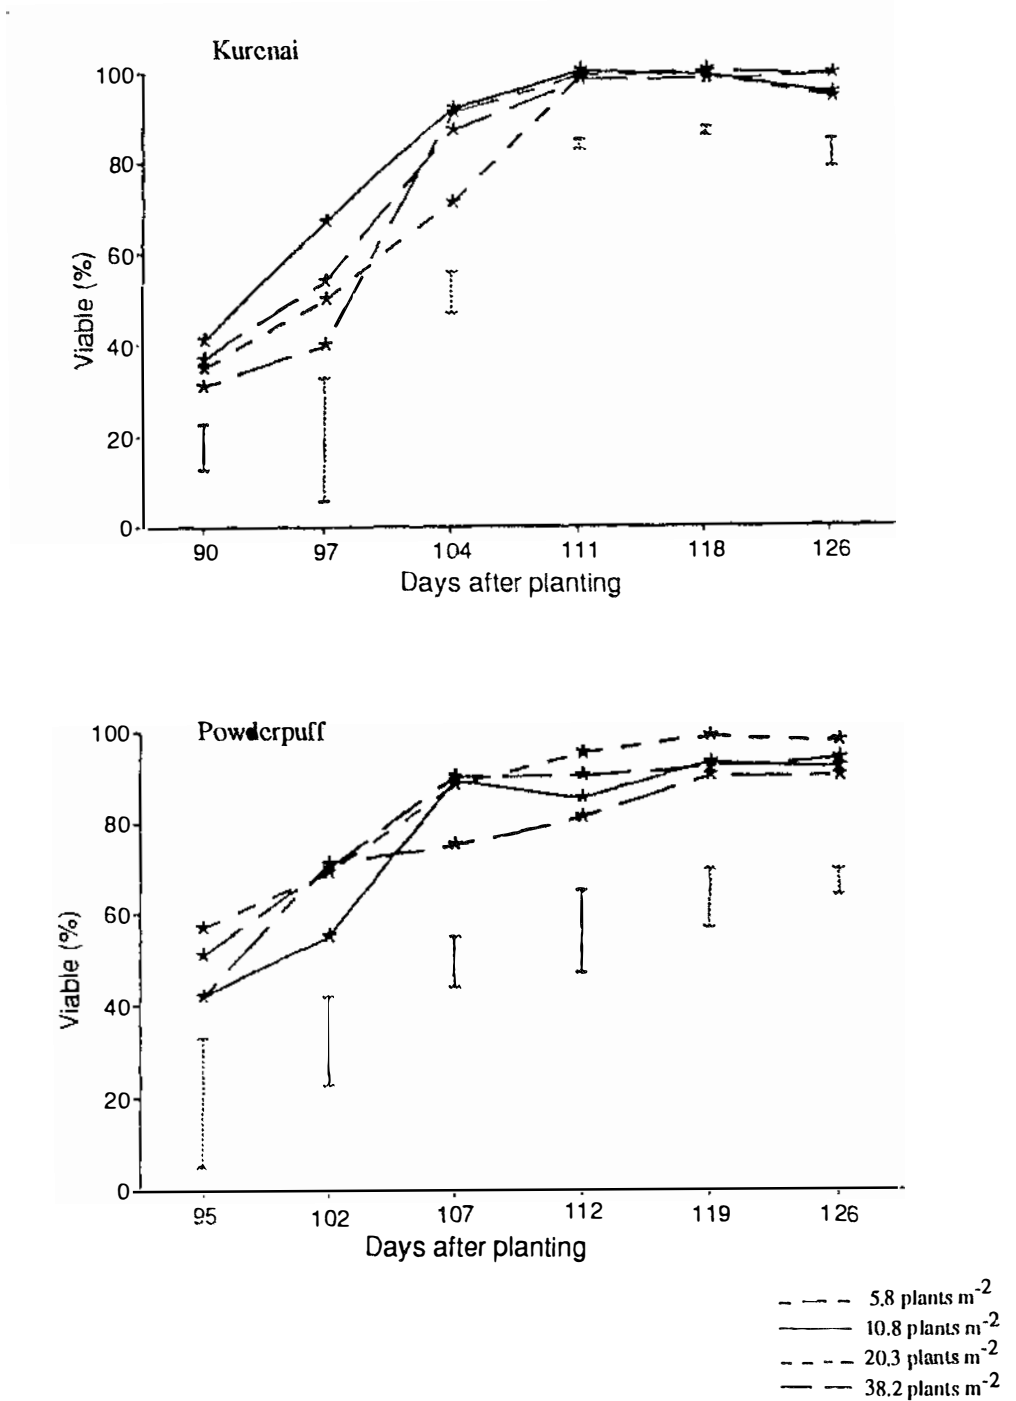 Kurenai
100
80
60
40
20
0
Viable (%)
90 97 104 111 118 126
Days after planting
Powderpuff
100
80
60
40
20
0
Viable (%)
95 102 107 112 119 126
Days after planting
5.8 plants m-2
10.8 plants m-2
20.3 plants m-2
38.2 plants m-2